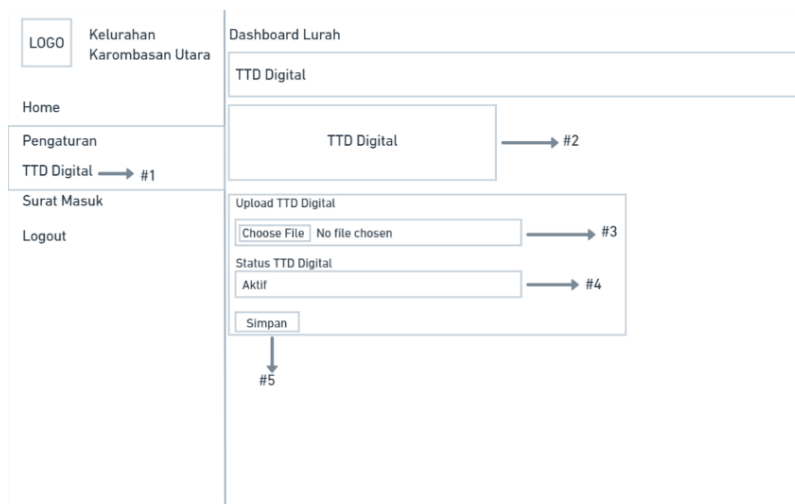 LOGO
Kelurahan
Karombasan Utara
Home
Pengaturan
TTD Digital #1
Surat Masuk
Logout
Dashboard Lurah
TTD Digital
TTD Digital #2
Upload TTD Digital
Choose File No file chosen #3
Status TTD Digital
Aktif #4
Simpan
#5